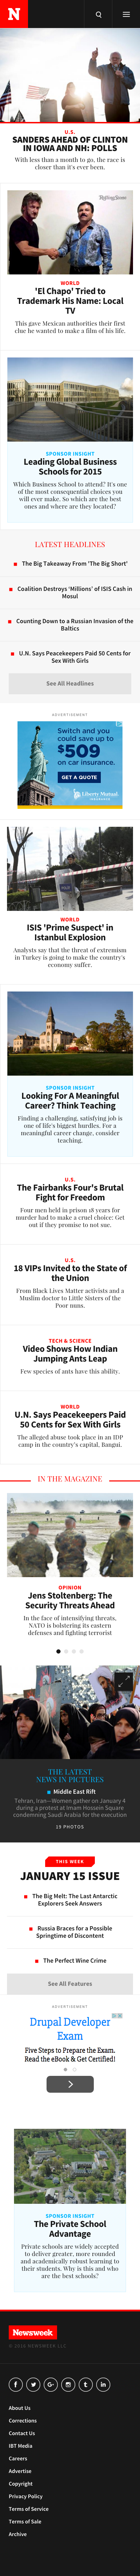 N
U.S.
SANDERS AHEAD OF CLINTON
IN IOWA AND NH: POLLS
With less than a month to go, the race is
closer than it's ever been.
RollingStone
WORLD
'El Chapo' Tried to
Trademark His Name: Local
TV
This gave Mexican authorities their first
clue he wanted to make a film of his life.
SPONSOR INSIGHT
Leading Global Business
Schools for 2015
Which Business School is ranked? It's one
of the most consequential choices you
will ever make. So which are the best
ones and where are they located?
LATEST HEADLINES
The Big Takeaway From 'The Big Short'
Coalition Destroys 'Millions' of ISIS Cash in
Mosul
Counting Down to a Russian Invasion of the
Baltics
U.N. Says Peacekeepers Paid 50 Cents for
Sex With Girls
See All Headlines
ADVERTISEMENT
Switch and you
could save up to
$509
on car insurance.
GET A QUOTE
Liberty Mutual
INSURANCE
WORLD
ISIS 'Prime Suspect' in
Istanbul Explosion
Analysts say that the threat of extremism
in Turkey is going to make the country's
economy suffer.
SPONSOR INSIGHT
Looking For A Meaningful
Career? Think Teaching
Finding a challenging, satisfying job is
one of life's biggest hurdles. For a
meaningful career change, consider
teaching.
U.S.
The Fairbanks Four's Brutal
Fight for Freedom
Four men held in prison 18 years for
murder had to make a cruel choice: Get
out if they promise to not sue.
U.S.
18 VIPs Invited to the State of
the Union
From Black Lives Matter activists and a
Muslim doctor to Little Sisters of the
Poor nuns.
TECH & SCIENCE
Video Shows How Indian
Jumping Ants Leap
Few species of ants have this ability.
WORLD
U.N. Says Peacekeepers Paid
50 Cents for Sex With Girls
The alleged abuses took place in an IDP
camp in the country's capital, Bangui.
IN THE MAGAZINE
OPINION
Jens Stoltenberg: The
Security Threats Ahead
In the face of intensifying threats,
NATO is bolstering its eastern
defenses and fighting terrorist
THE LATEST
NEWS IN PICTURES
Middle East Rift
Tehran, Iran—Women gather on January 4
during a protest at Imam Hossein Square
condemning Saudi Arabia for the execution
19 PHOTOS
THIS WEEK
JANUARY 15 ISSUE
The Big Melt: The Last Antarctic
Explorers Seek Answers
Russia Braces for a Possible
Springtime of Discontent
The Perfect Wine Crime
See All Features
ADVERTISEMENT
Drupal Developer
Exam
Five Steps to Prepare the Exam.
Read the eBook & Get Certified!
SPONSOR INSIGHT
The Private School
Advantage
Private schools are widely accepted
to deliver greater, more rounded
academically and more rewarding
their students. Why is this and who
are the best schools?
Newsweek
© 2016 NEWSWEEK LLC
About Us
Corrections
Contact Us
IBT Media
Careers
Advertise
Copyright
Privacy Policy
Terms of Service
Terms of Sale
Archive